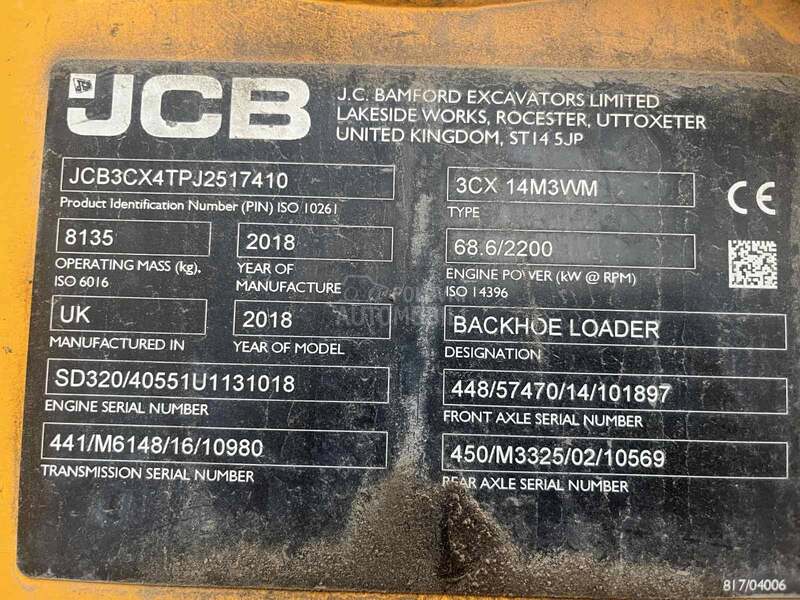 JCB
J.C. BAMFORD EXCAVATORS LIMITED
LAKESIDE WORKS, ROCESTER, UTTOXETER
UNITED KINGDOM, ST14 5JP
JCB3CX4TPJ2517410
Product Identification Number (PIN) ISO 10261
3CX 14M3WM
TYPE
CE
8135
OPERATING MASS (kg),
ISO 6016
2018
YEAR OF
MANUFACTURE
68.6/2200
ENGINE POWER (kW @ RPM)
ISO 14396
UK
MANUFACTURED IN
2018
YEAR OF MODEL
BACKHOE LOADER
DESIGNATION
SD320/40551U1131018
ENGINE SERIAL NUMBER
448/57470/14/101897
FRONT AXLE SERIAL NUMBER
441/M6148/16/10980
TRANSMISSION SERIAL NUMBER
450/M3325/02/10569
REAR AXLE SERIAL NUMBER
817/04006